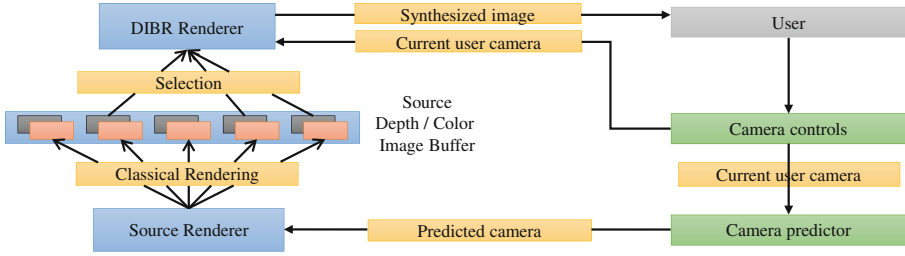 Synthesized image
User
DIBR Renderer
Current user camera
Selection
Source
Depth / Color
Image Buffer
Camera controls
Classical Rendering
Current user camera
Source Renderer
Predicted camera
Camera predictor